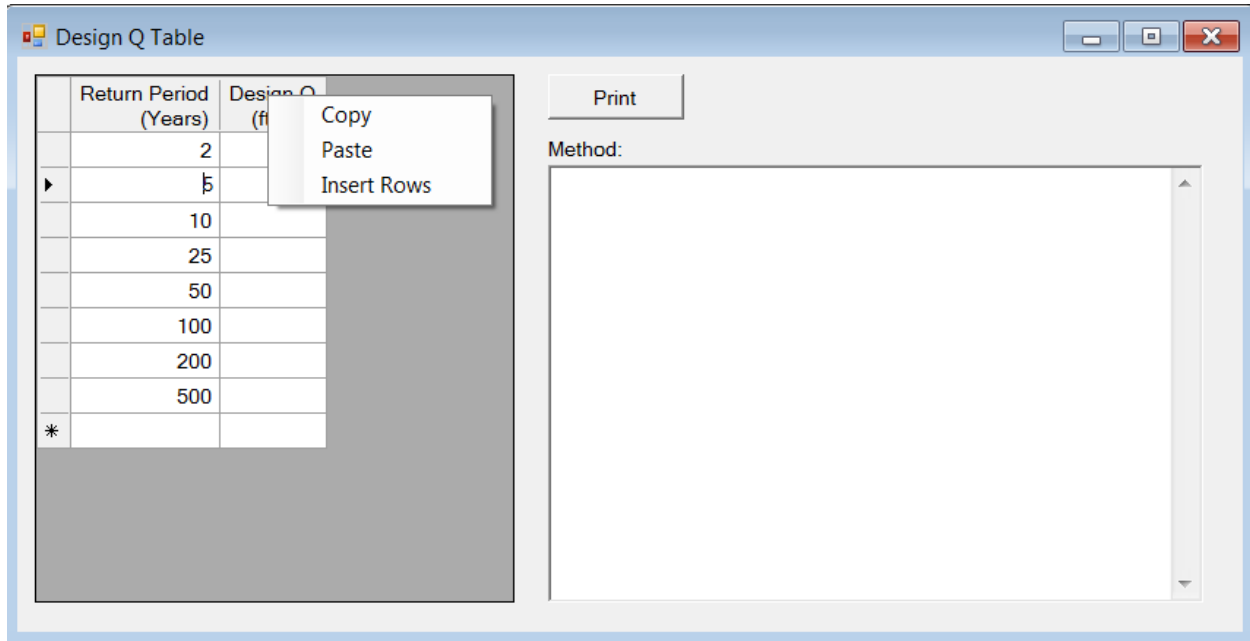 Design Q Table
Return Period Design Q
(Years) (ft
2
5
10
25
50
100
200
500
*
Copy
Paste
Insert Rows
Print
Method: